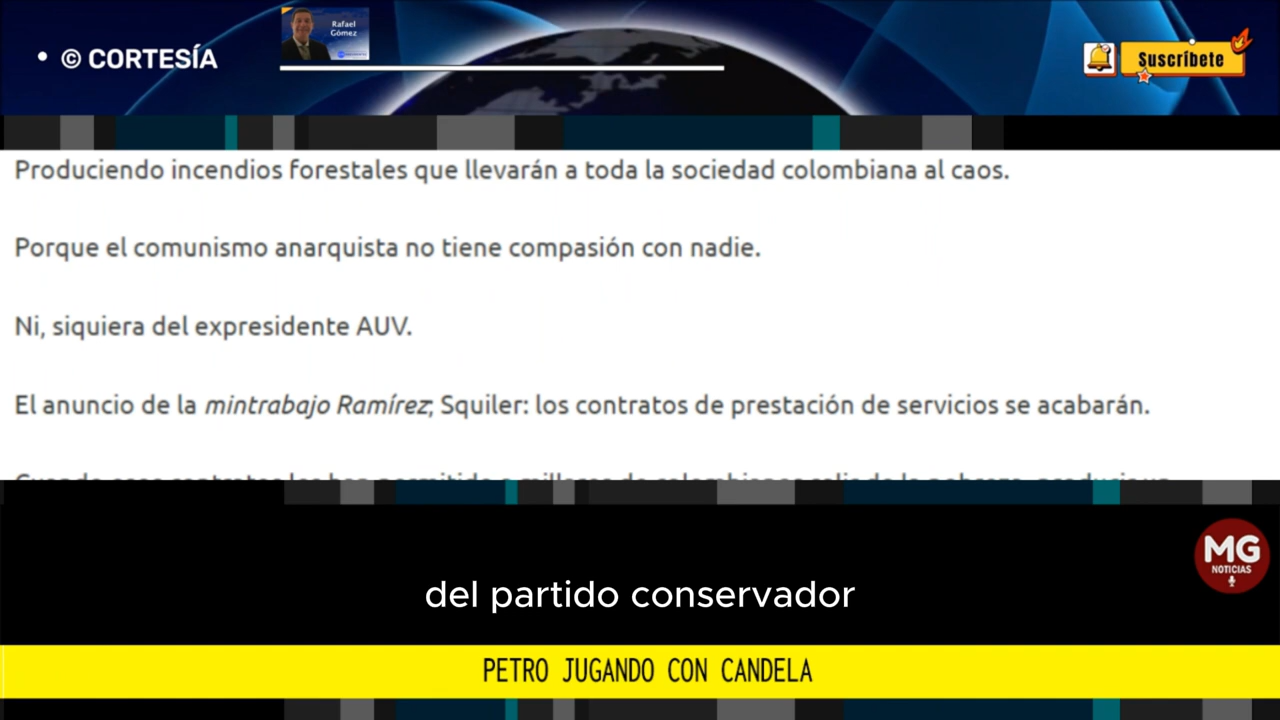 • © CORTESÍA
Rafael
Gómez
Suscríbete
Produciendo incendios forestales que llevarán a toda la sociedad colombiana al caos.
Porque el comunismo anarquista no tiene compasión con nadie.
Ni, siquiera del expresidente AUV.
El anuncio de la mintrabajo Ramírez; Squiler: los contratos de prestación de servicios se acabarán.
MG
NOTICIAS
del partido conservador
PETRO JUGANDO CON CANDELA